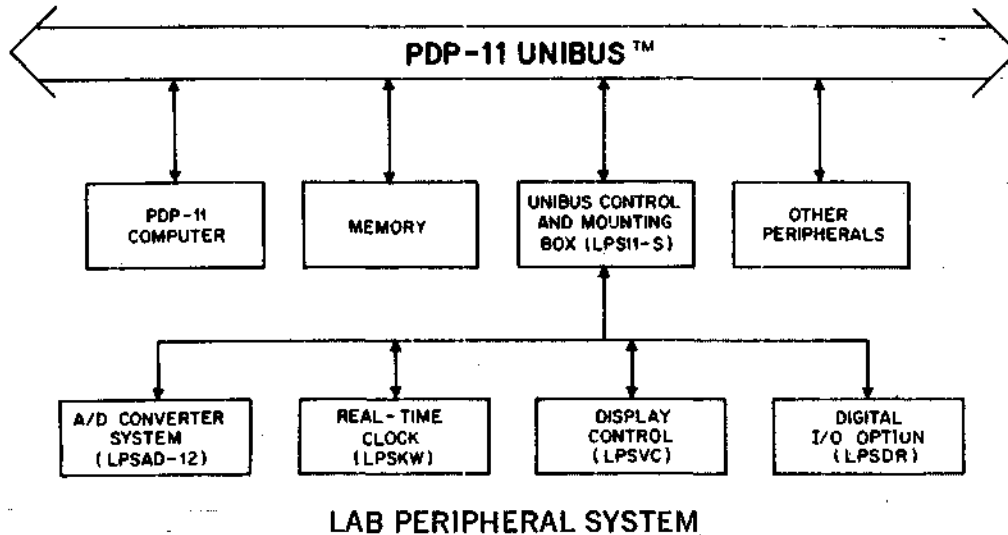 PDP-11 UNIBUS™
PDP-11
COMPUTER
MEMORY
UNIBUS CONTROL
AND MOUNTING
BOX (LPS11-S)
OTHER
PERIPHERALS
A/D CONVERTER
SYSTEM
(LPSAD-12)
REAL-TIME
CLOCK
(LPSKW)
DISPLAY
CONTROL
(LPSVC)
DIGITAL
I/O OPTION
(LPSDR)
LAB PERIPHERAL SYSTEM